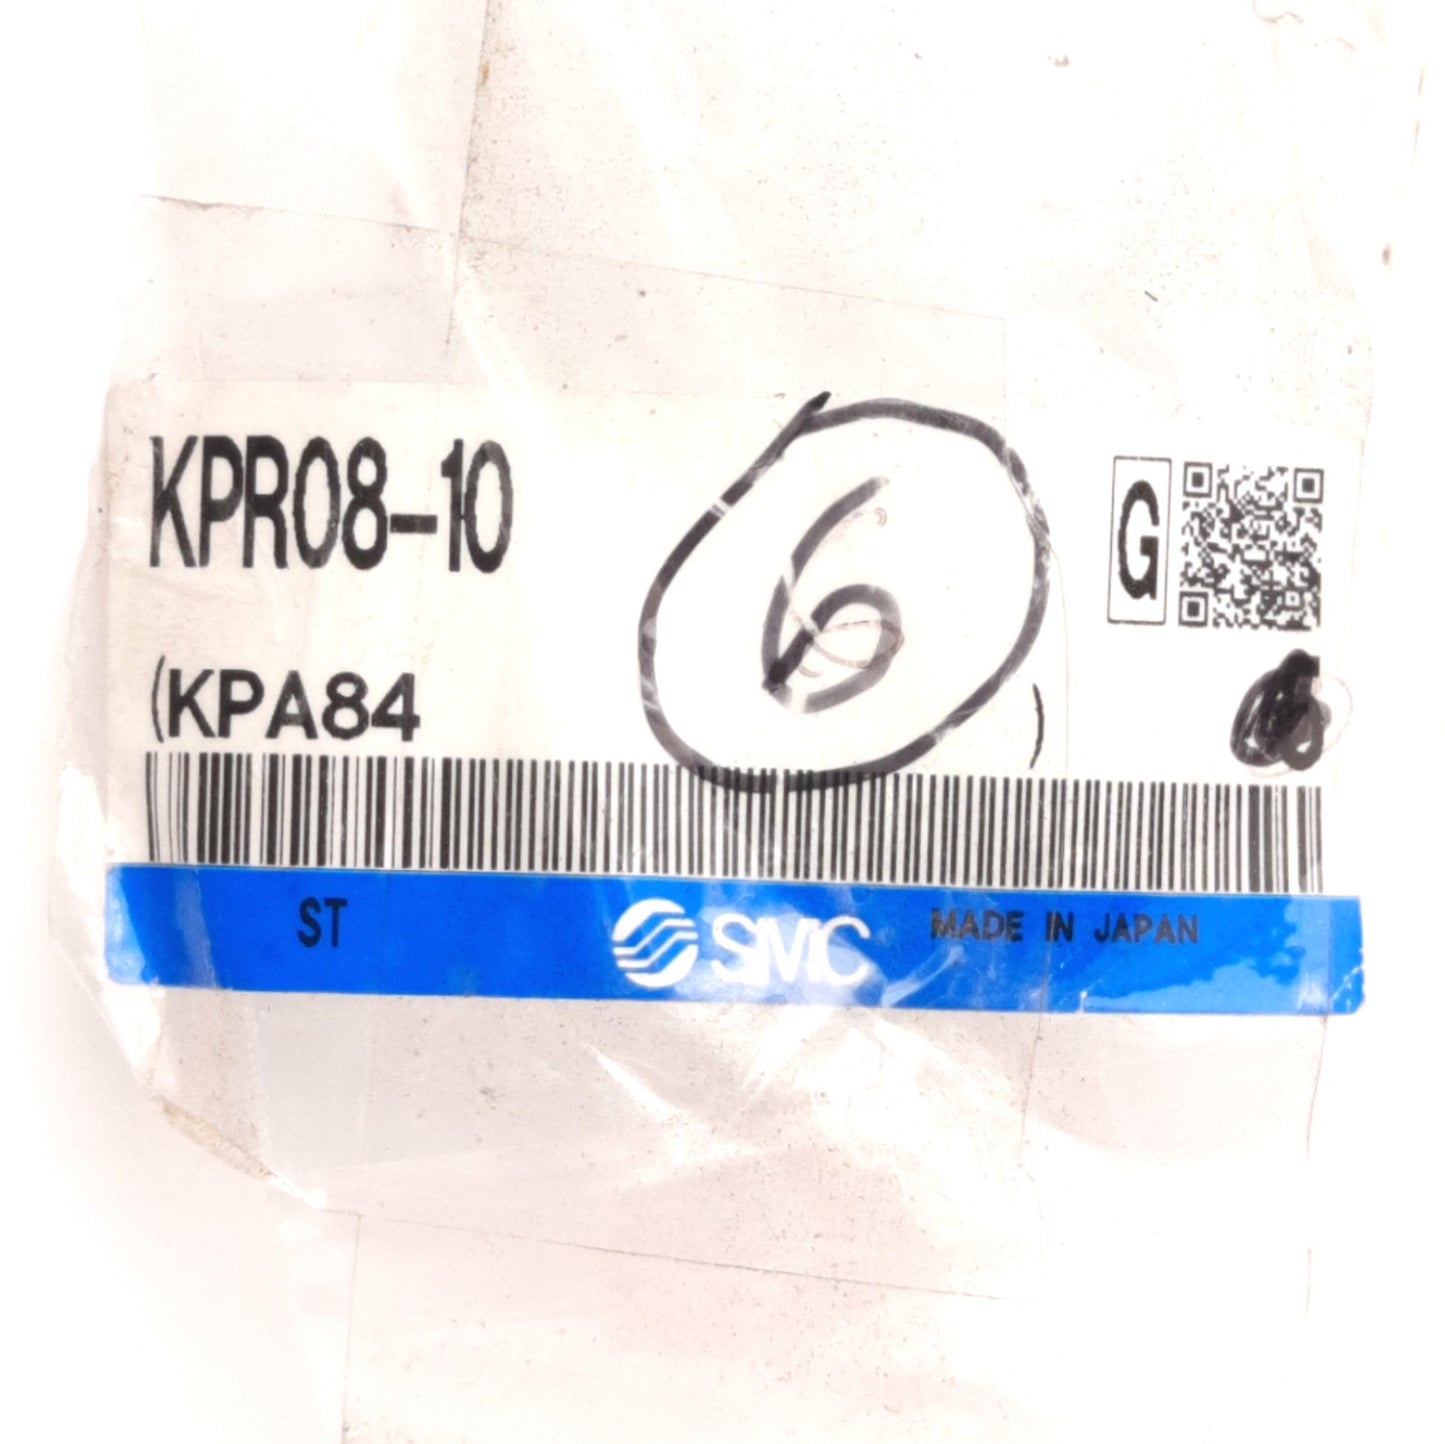 KPR08-10
6
G
(KPA84 )
ST SMC MADE IN JAPAN